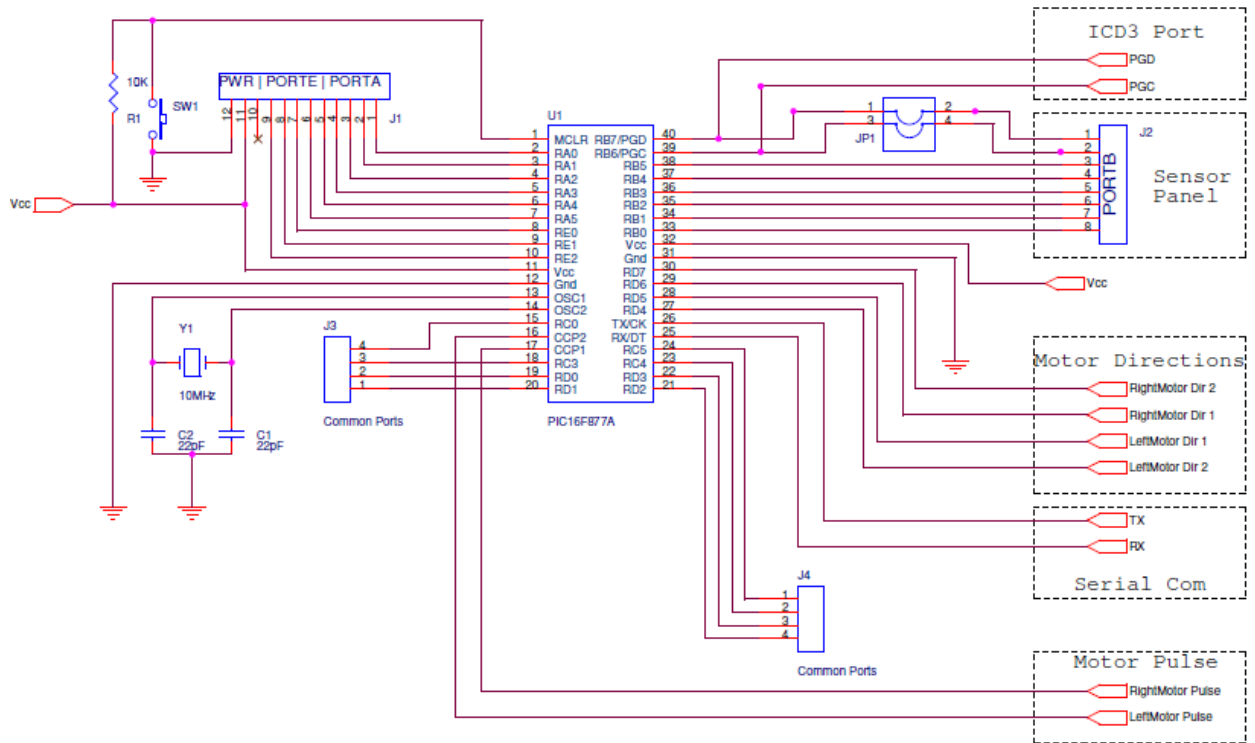 ICD3 Port
PGD
PGC
10K
R1
SW1
PWR | PORTE | PORTA
12
11
10
9
8
7
6
5
4
3
2
1
J1
U1
1
2
3
4
5
6
7
8
9
10
11
12
13
14
15
16
17
18
19
20
MCLR RB7/PGD
RA0 RB6/PGC
RA1 RB5
RA2 RB4
RA3 RB3
RA4 RB2
RA5 RB1
RE0 RB0
RE1 Vcc
RE2 Gnd
Vcc RD7
Gnd RD6
OSC1 RD5
OSC2 RD4
RC0 TX/CK
CCP2 RX/DT
CCP1 RC5
RC3 RC4
RD0 RD3
RD1 RD2
40
39
38
37
36
35
34
33
32
31
30
29
28
27
26
25
24
23
22
21
PIC16F877A
1 2
3 4
JP1
J2
1
2
3
4
5
6
7
8
PORTB
Sensor
Panel
Vcc
Vcc
Y1
10MHz
C2
22pF
C1
22pF
J3
4
3
2
1
Common Ports
Motor Directions
RightMotor Dir 2
RightMotor Dir 1
LeftMotor Dir 1
LeftMotor Dir 2
TX
RX
Serial Com
J4
1
2
3
4
Common Ports
Motor Pulse
RightMotor Pulse
LeftMotor Pulse